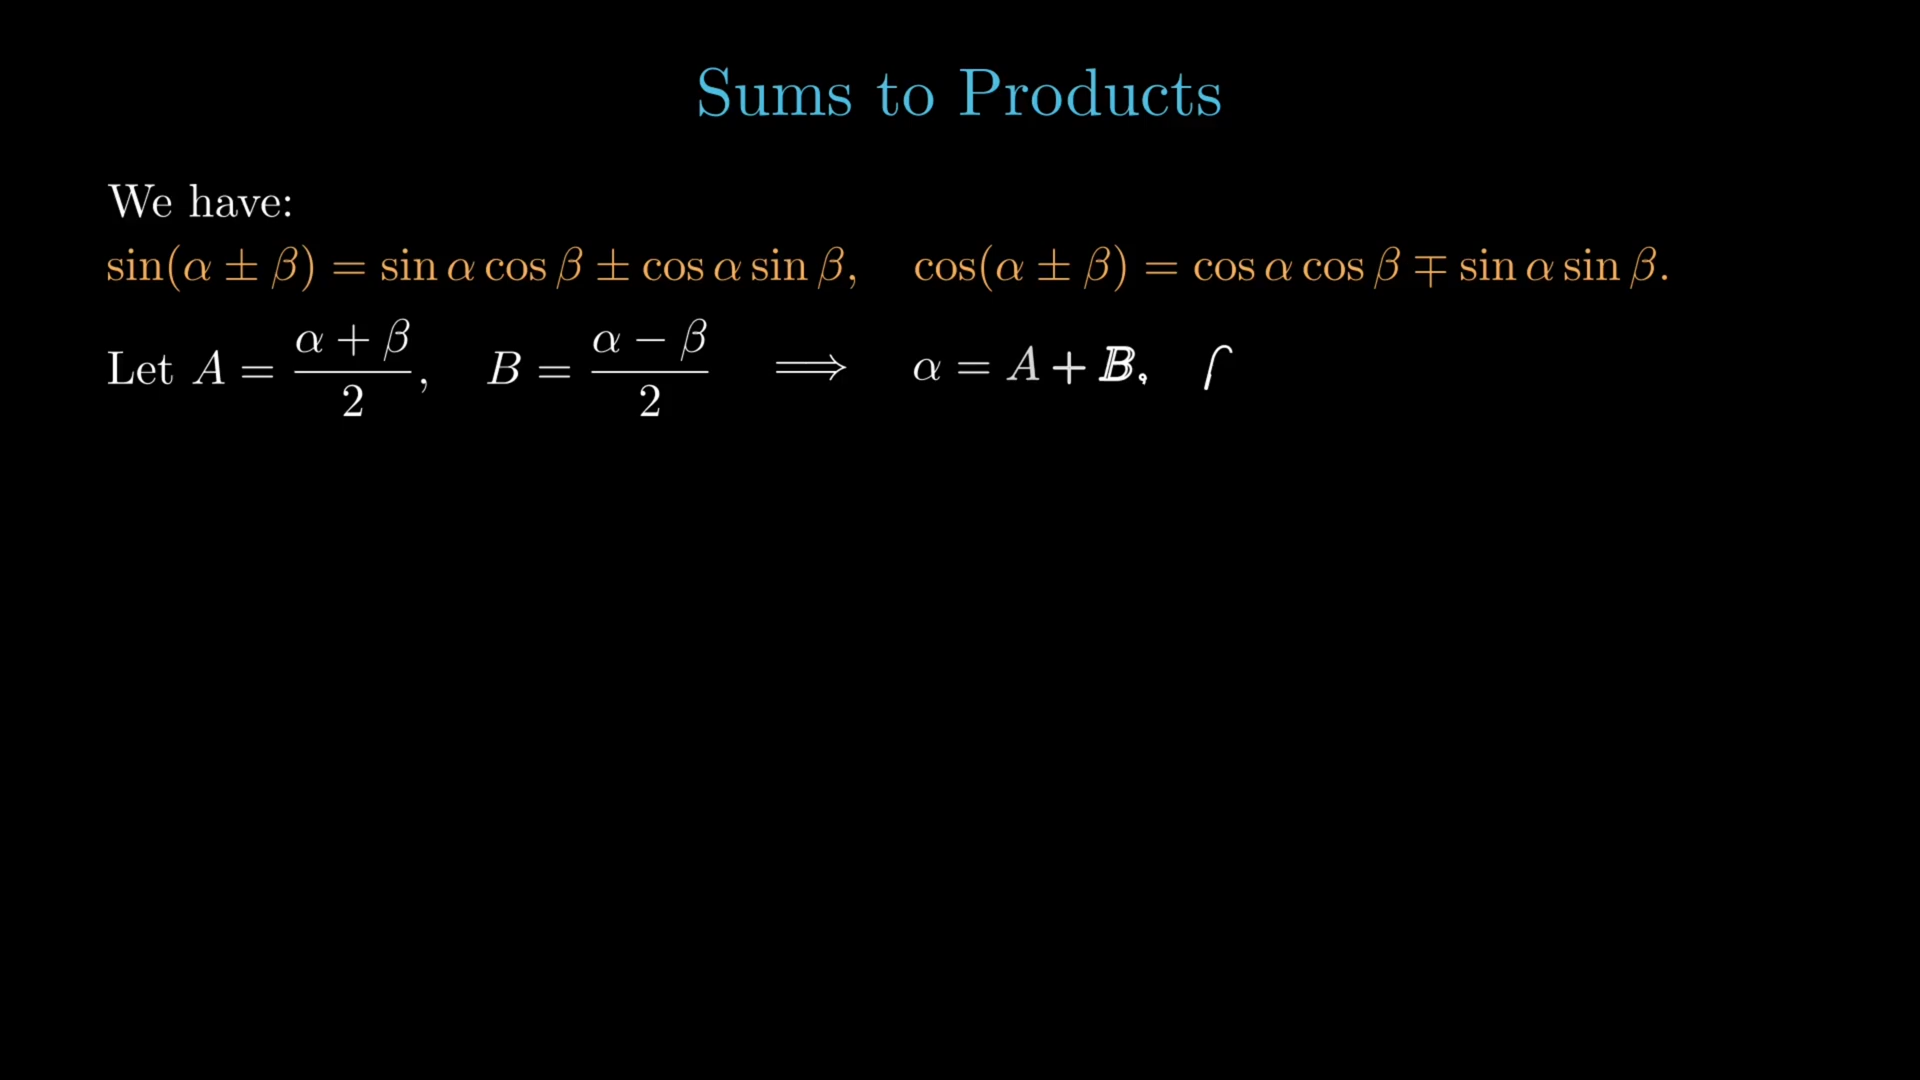 Sums to Products
We have:
sin(α ± β) = sin α cos β ± cos α sin β,   cos(α ± β) = cos α cos β ∓ sin α sin β.
Let A = (α + β)/2,   B = (α − β)/2   ⟹   α = A + B,